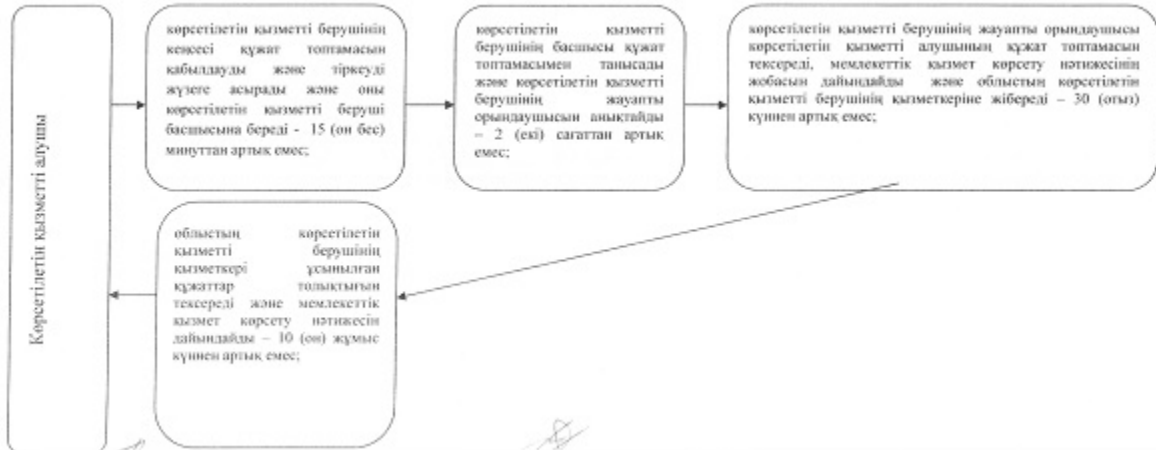 Көрсетілетін қызметті алушы
көрсетілетін қызметті берушінің
кеңсесі құжат топтамасын
қабылдауды және тіркеуді
жүзеге асырады және оны
көрсетілетін қызметті беруші
басшысына береді - 15 (он бес)
минуттан артық емес;
көрсетілетін қызметті
берушінің басшысы құжат
топтамасымен танысады
және көрсетілетін қызметті
берушінің жауапты
орындаушысын анықтайды
– 2 (екі) сағаттан артық
емес;
көрсетілетін қызметті берушінің жауапты орындаушысы
көрсетілетін қызметті алушының құжат топтамасын
тексереді, мемлекеттік қызмет көрсету нәтижесінің
жобасын дайындайды және облыстың көрсетілетін
қызметті берушінің қызметкеріне жібереді – 30 (отыз)
күннен артық емес;
облыстың көрсетілетін
қызметті берушінің
қызметкері ұсынылған
құжаттар толықтығын
тексереді және мемлекеттік
қызмет көрсету нәтижесін
дайындайды – 10 (он) жұмыс
күннен артық емес;